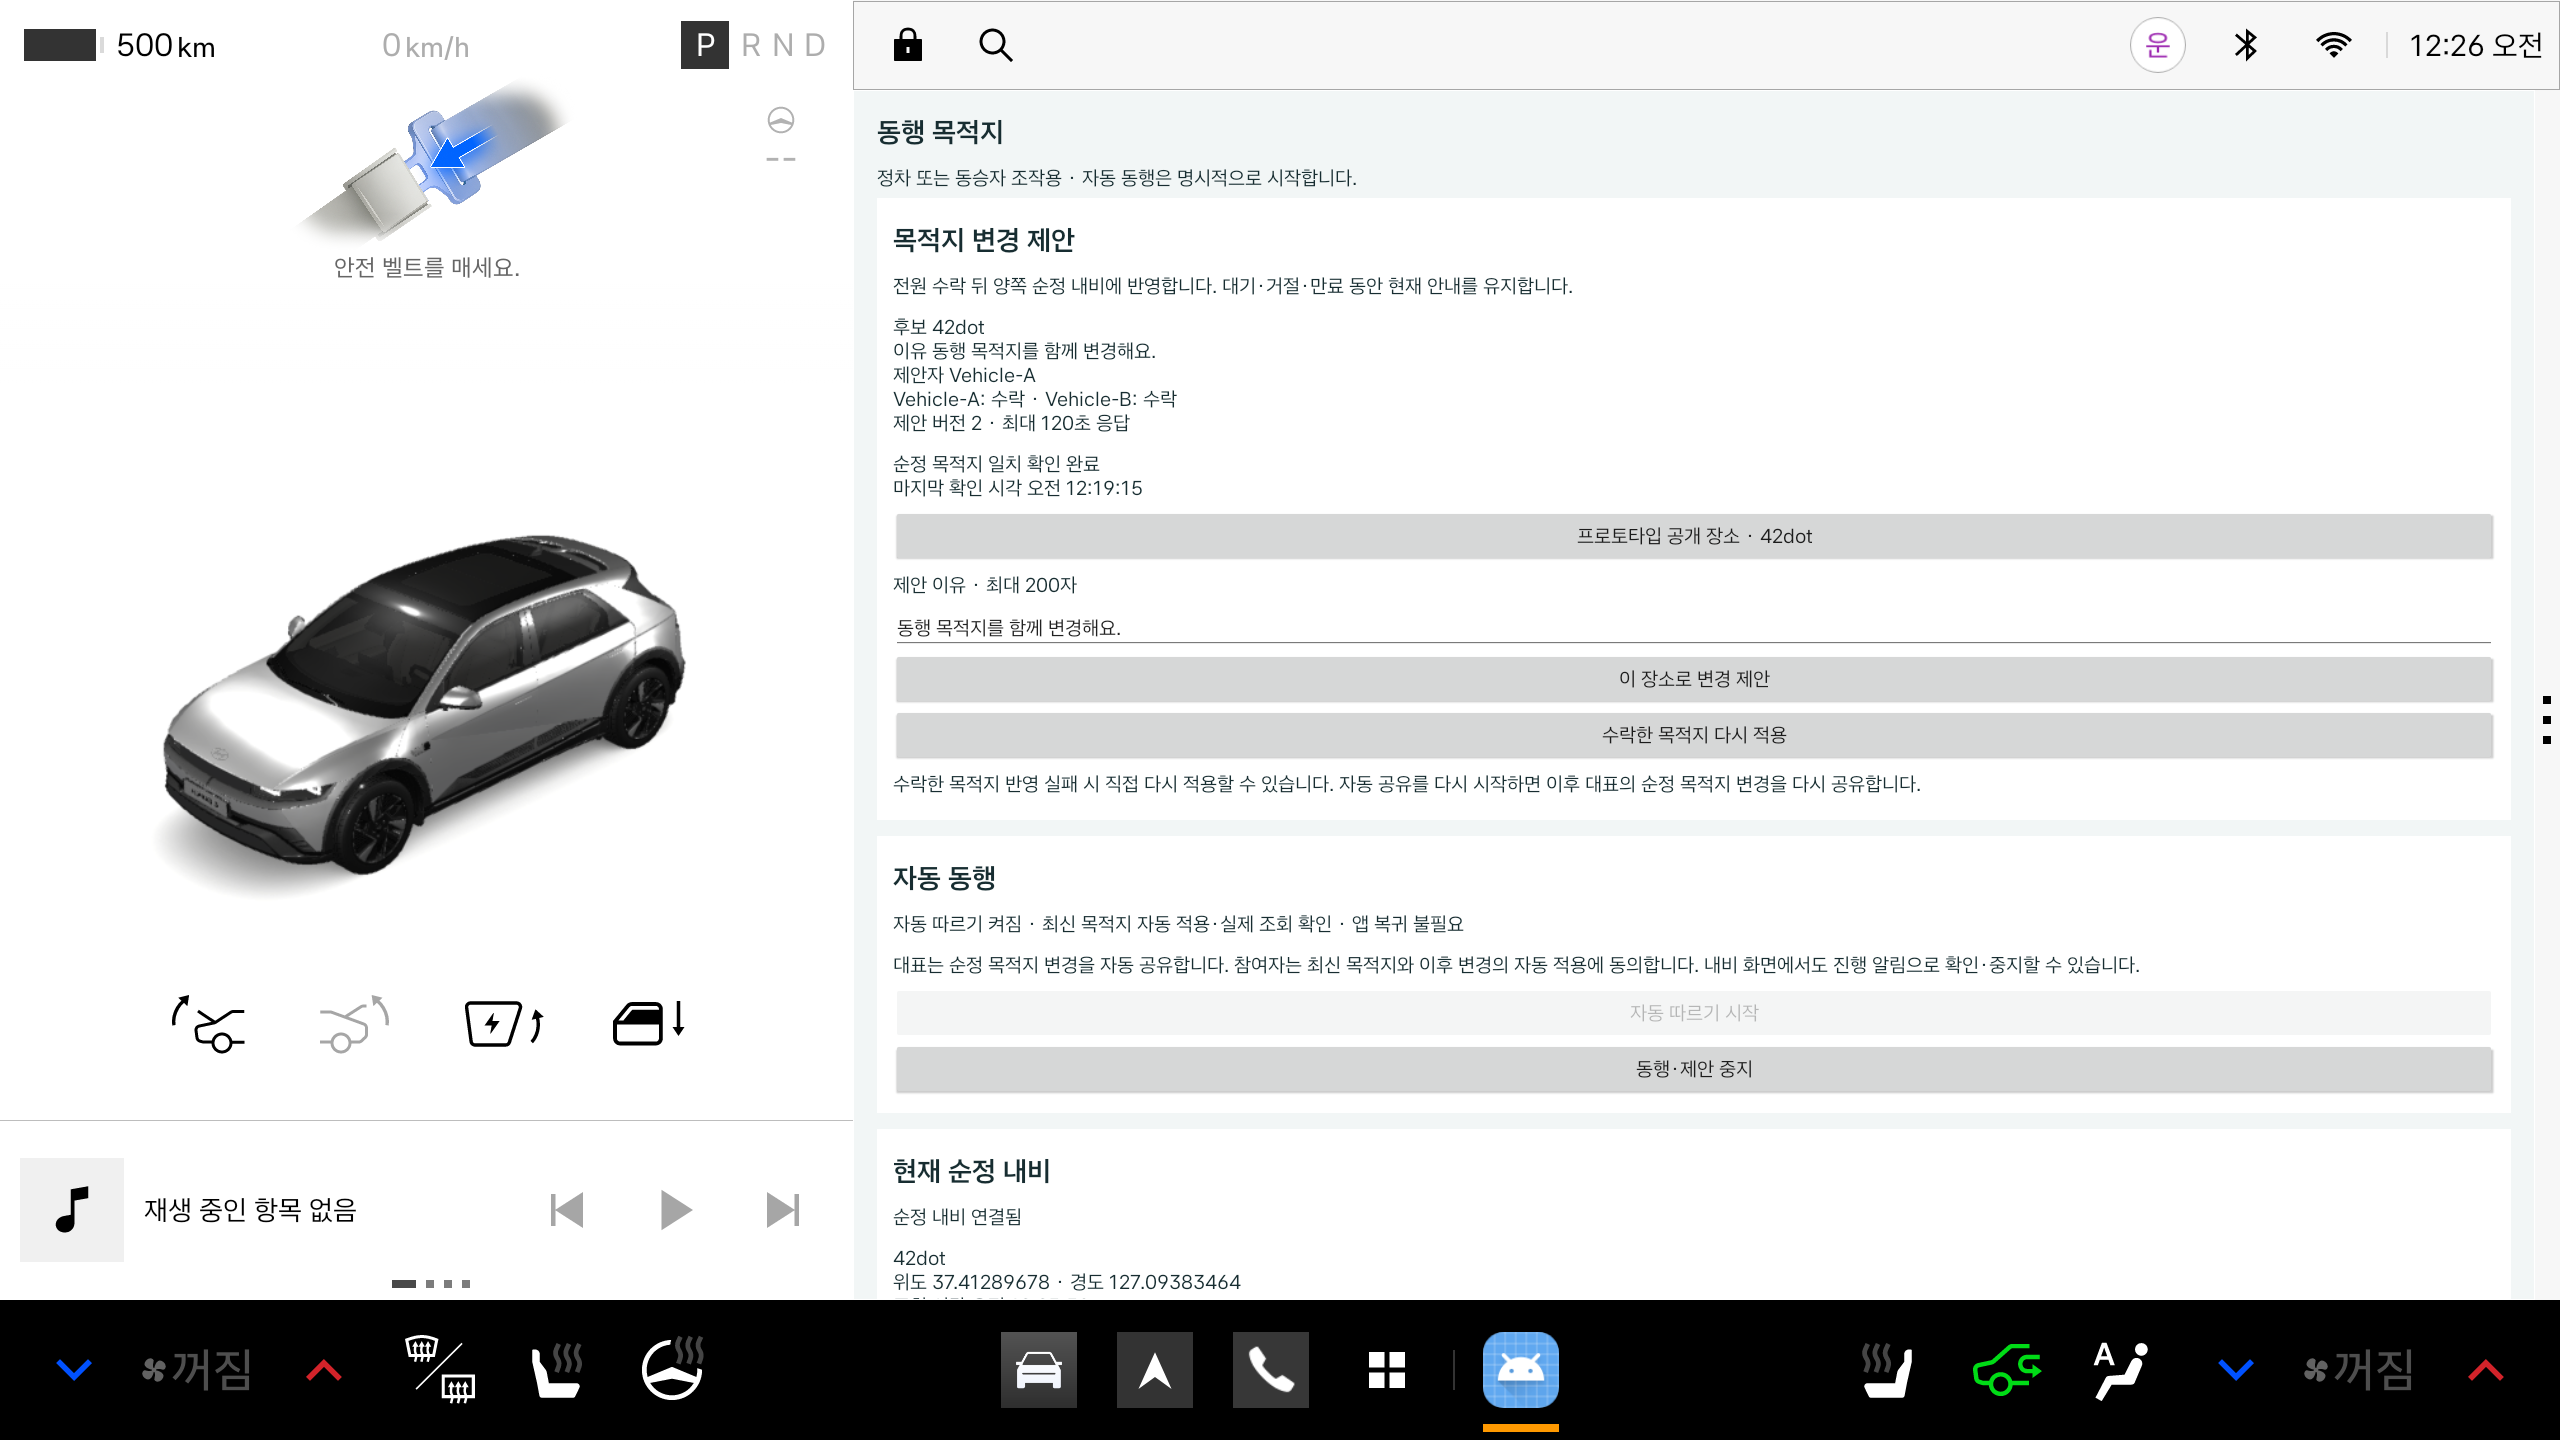 500 km
0 km/h
P R N D
운
12:26 오전
안전 벨트를 매세요.
재생 중인 항목 없음
동행 목적지
정차 또는 동승자 조작용 · 자동 동행은 명시적으로 시작합니다.
목적지 변경 제안
전원 수락 뒤 양쪽 순정 내비에 반영합니다. 대기·거절·만료 동안 현재 안내를 유지합니다.
후보 42dot
이유 동행 목적지를 함께 변경해요.
제안자 Vehicle-A
Vehicle-A: 수락 · Vehicle-B: 수락
제안 버전 2 · 최대 120초 응답
순정 목적지 일치 확인 완료
마지막 확인 시각 오전 12:19:15
프로토타입 공개 장소 · 42dot
제안 이유 · 최대 200자
동행 목적지를 함께 변경해요.
이 장소로 변경 제안
수락한 목적지 다시 적용
수락한 목적지 반영 실패 시 직접 다시 적용할 수 있습니다. 자동 공유를 다시 시작하면 이후 대표의 순정 목적지 변경을 다시 공유합니다.
자동 동행
자동 따르기 켜짐 · 최신 목적지 자동 적용·실제 조회 확인 · 앱 복귀 불필요
대표는 순정 목적지 변경을 자동 공유합니다. 참여자는 최신 목적지와 이후 변경의 자동 적용에 동의합니다. 내비 화면에서도 진행 알림으로 확인·중지할 수 있습니다.
자동 따르기 시작
동행·제안 중지
현재 순정 내비
순정 내비 연결됨
42dot
위도 37.41289678 · 경도 127.09383464
꺼짐
A
꺼짐